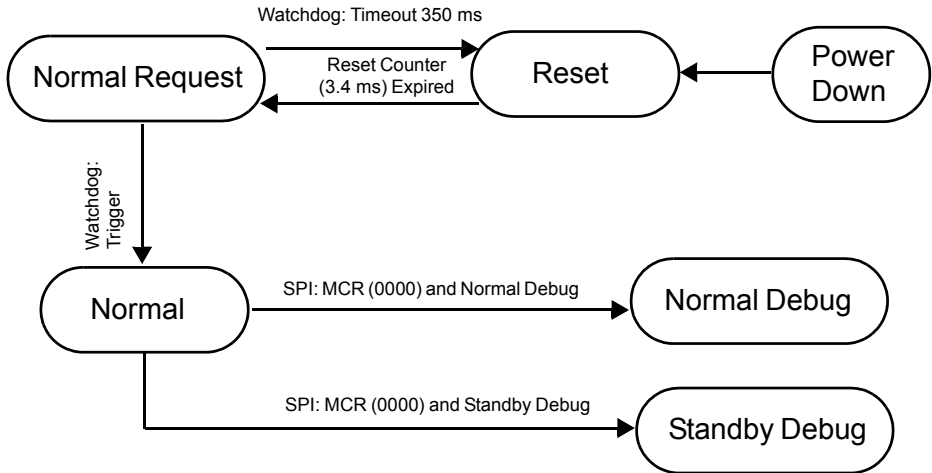 Watchdog: Timeout 350 ms
Normal Request
Reset Counter
(3.4 ms) Expired
Reset
Power
Down
Watchdog:
Trigger
Normal
SPI: MCR (0000) and Normal Debug
Normal Debug
SPI: MCR (0000) and Standby Debug
Standby Debug